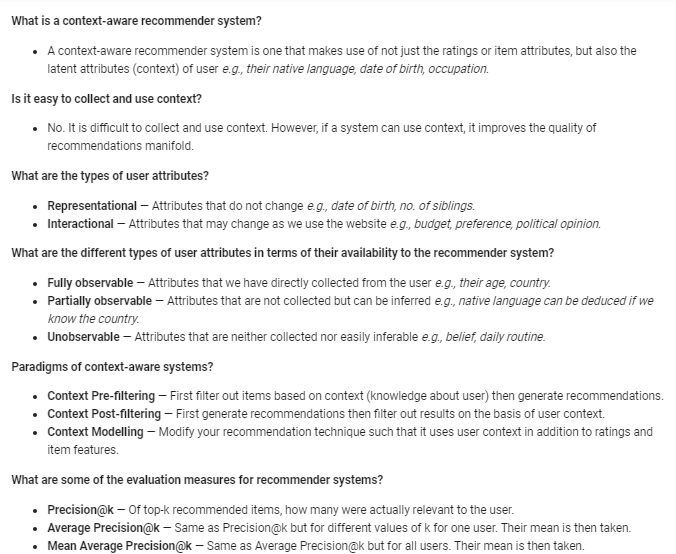 What is a context-aware recommender system?
• A context-aware recommender system is one that makes use of not just the ratings or item attributes, but also the
latent attributes (context) of user e.g., their native language, date of birth, occupation.
Is it easy to collect and use context?
• No. It is difficult to collect and use context. However, if a system can use context, it improves the quality of
recommendations manifold.
What are the types of user attributes?
• Representational — Attributes that do not change e.g., date of birth, no. of siblings.
• Interactional — Attributes that may change as we use the website e.g., budget, preference, political opinion.
What are the different types of user attributes in terms of their availability to the recommender system?
• Fully observable — Attributes that we have directly collected from the user e.g., their age, country.
• Partially observable — Attributes that are not collected but can be inferred e.g., native language can be deduced if we
know the country.
• Unobservable — Attributes that are neither collected nor easily inferable e.g., belief, daily routine.
Paradigms of context-aware systems?
• Context Pre-filtering — First filter out items based on context (knowledge about user) then generate recommendations.
• Context Post-filtering — First generate recommendations then filter out results on the basis of user context.
• Context Modelling — Modify your recommendation technique such that it uses user context in addition to ratings and
item features.
What are some of the evaluation measures for recommender systems?
• Precision@k — Of top-k recommended items, how many were actually relevant to the user.
• Average Precision@k — Same as Precision@k but for different values of k for one user. Their mean is then taken.
• Mean Average Precision@k — Same as Average Precision@k but for all users. Their mean is then taken.